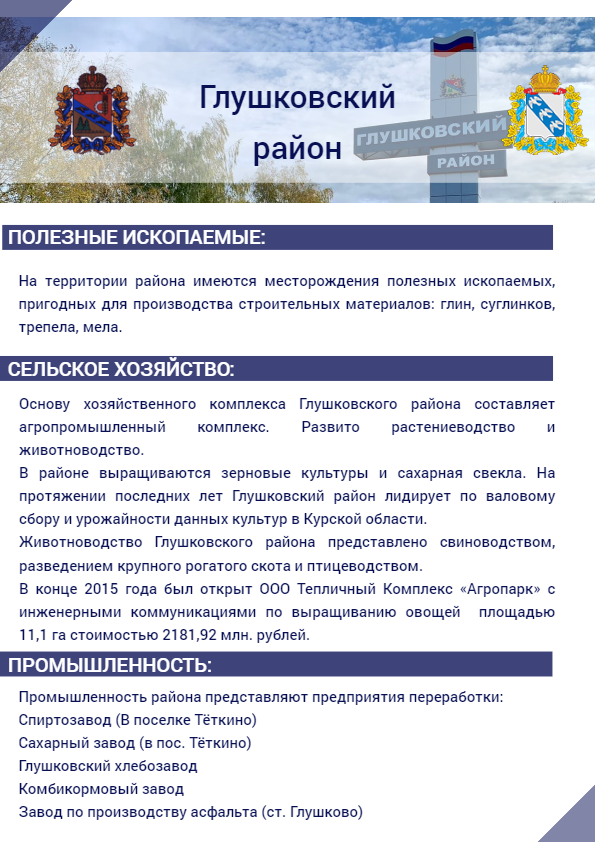 Глушковский
район
ГЛУШКОВСКИЙ
РАЙОН
ПОЛЕЗНЫЕ ИСКОПАЕМЫЕ:
На территории района имеются месторождения полезных ископаемых,
пригодных для производства строительных материалов: глин, суглинков,
трепела, мела.
СЕЛЬСКОЕ ХОЗЯЙСТВО:
Основу хозяйственного комплекса Глушковского района составляет
агропромышленный комплекс. Развито растениеводство и
животноводство.
В районе выращиваются зерновые культуры и сахарная свекла. На
протяжении последних лет Глушковский район лидирует по валовому
сбору и урожайности данных культур в Курской области.
Животноводство Глушковского района представлено свиноводством,
разведением крупного рогатого скота и птицеводством.
В конце 2015 года был открыт ООО Тепличный Комплекс «Агропарк» с
инженерными коммуникациями по выращиванию овощей площадью
11,1 га стоимостью 2181,92 млн. рублей.
ПРОМЫШЛЕННОСТЬ:
Промышленность района представляют предприятия переработки:
Спиртозавод (В поселке Тёткино)
Сахарный завод (в пос. Тёткино)
Глушковский хлебозавод
Комбикормовый завод
Завод по производству асфальта (ст. Глушково)